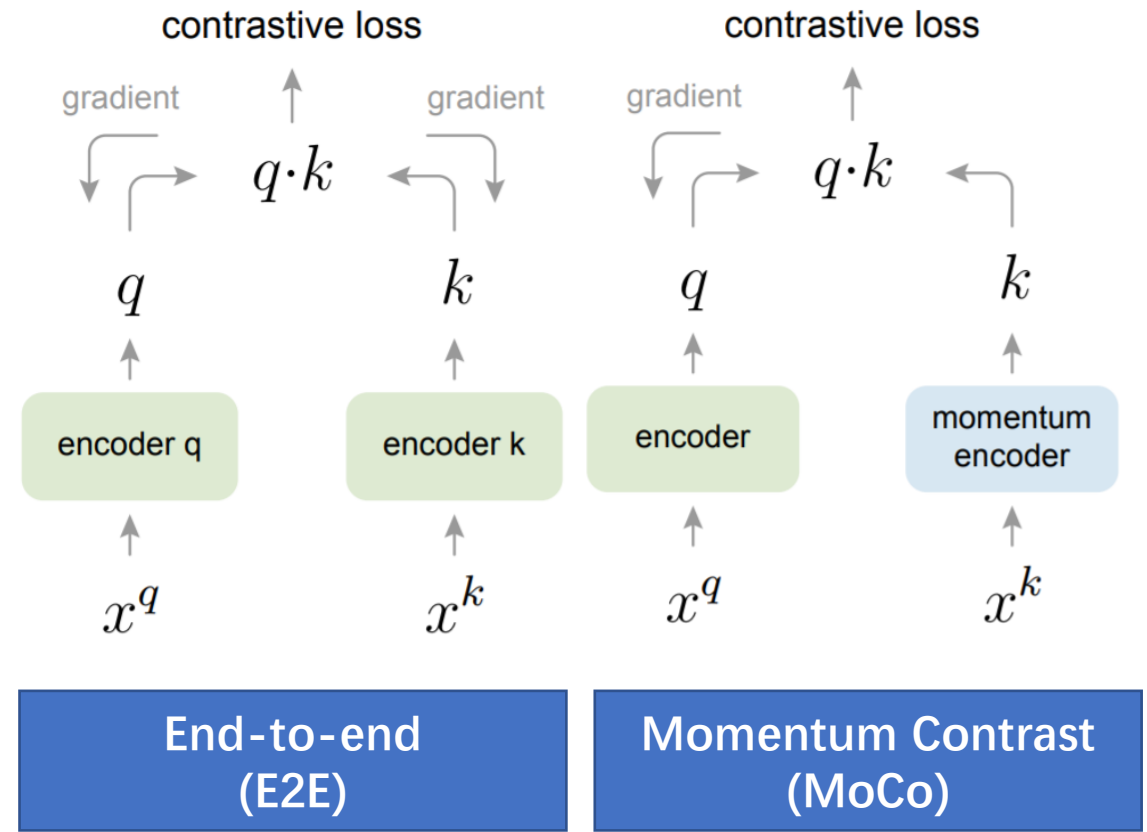 contrastive loss
gradient
gradient
q·k
q
k
encoder q
encoder k
x^q
x^k
End-to-end
(E2E)
contrastive loss
gradient
q·k
q
k
encoder
momentum
encoder
x^q
x^k
Momentum Contrast
(MoCo)